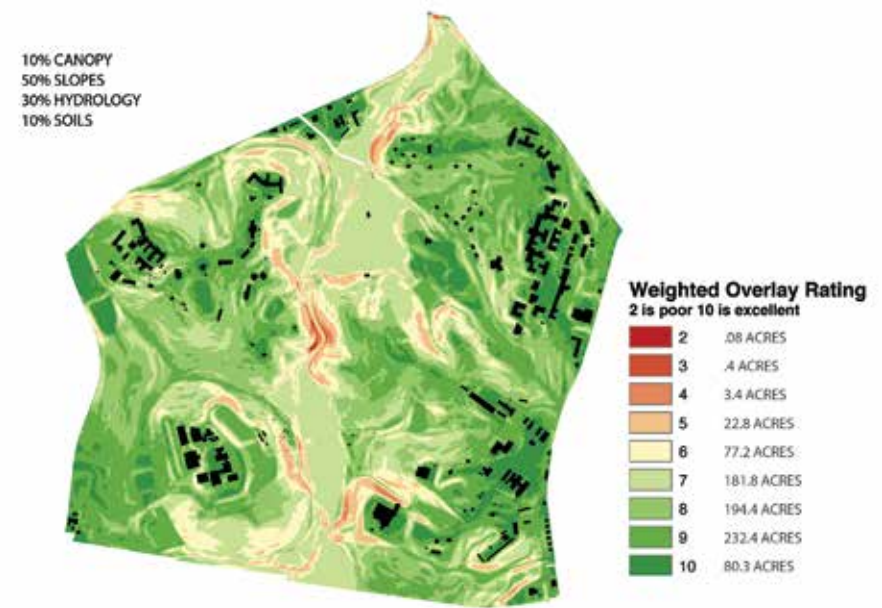 10% CANOPY
50% SLOPES
30% HYDROLOGY
10% SOILS
Weighted Overlay Rating
2 is poor 10 is excellent
2 .08 ACRES
3 .4 ACRES
4 3.4 ACRES
5 22.8 ACRES
6 77.2 ACRES
7 181.8 ACRES
8 194.4 ACRES
9 232.4 ACRES
10 80.3 ACRES